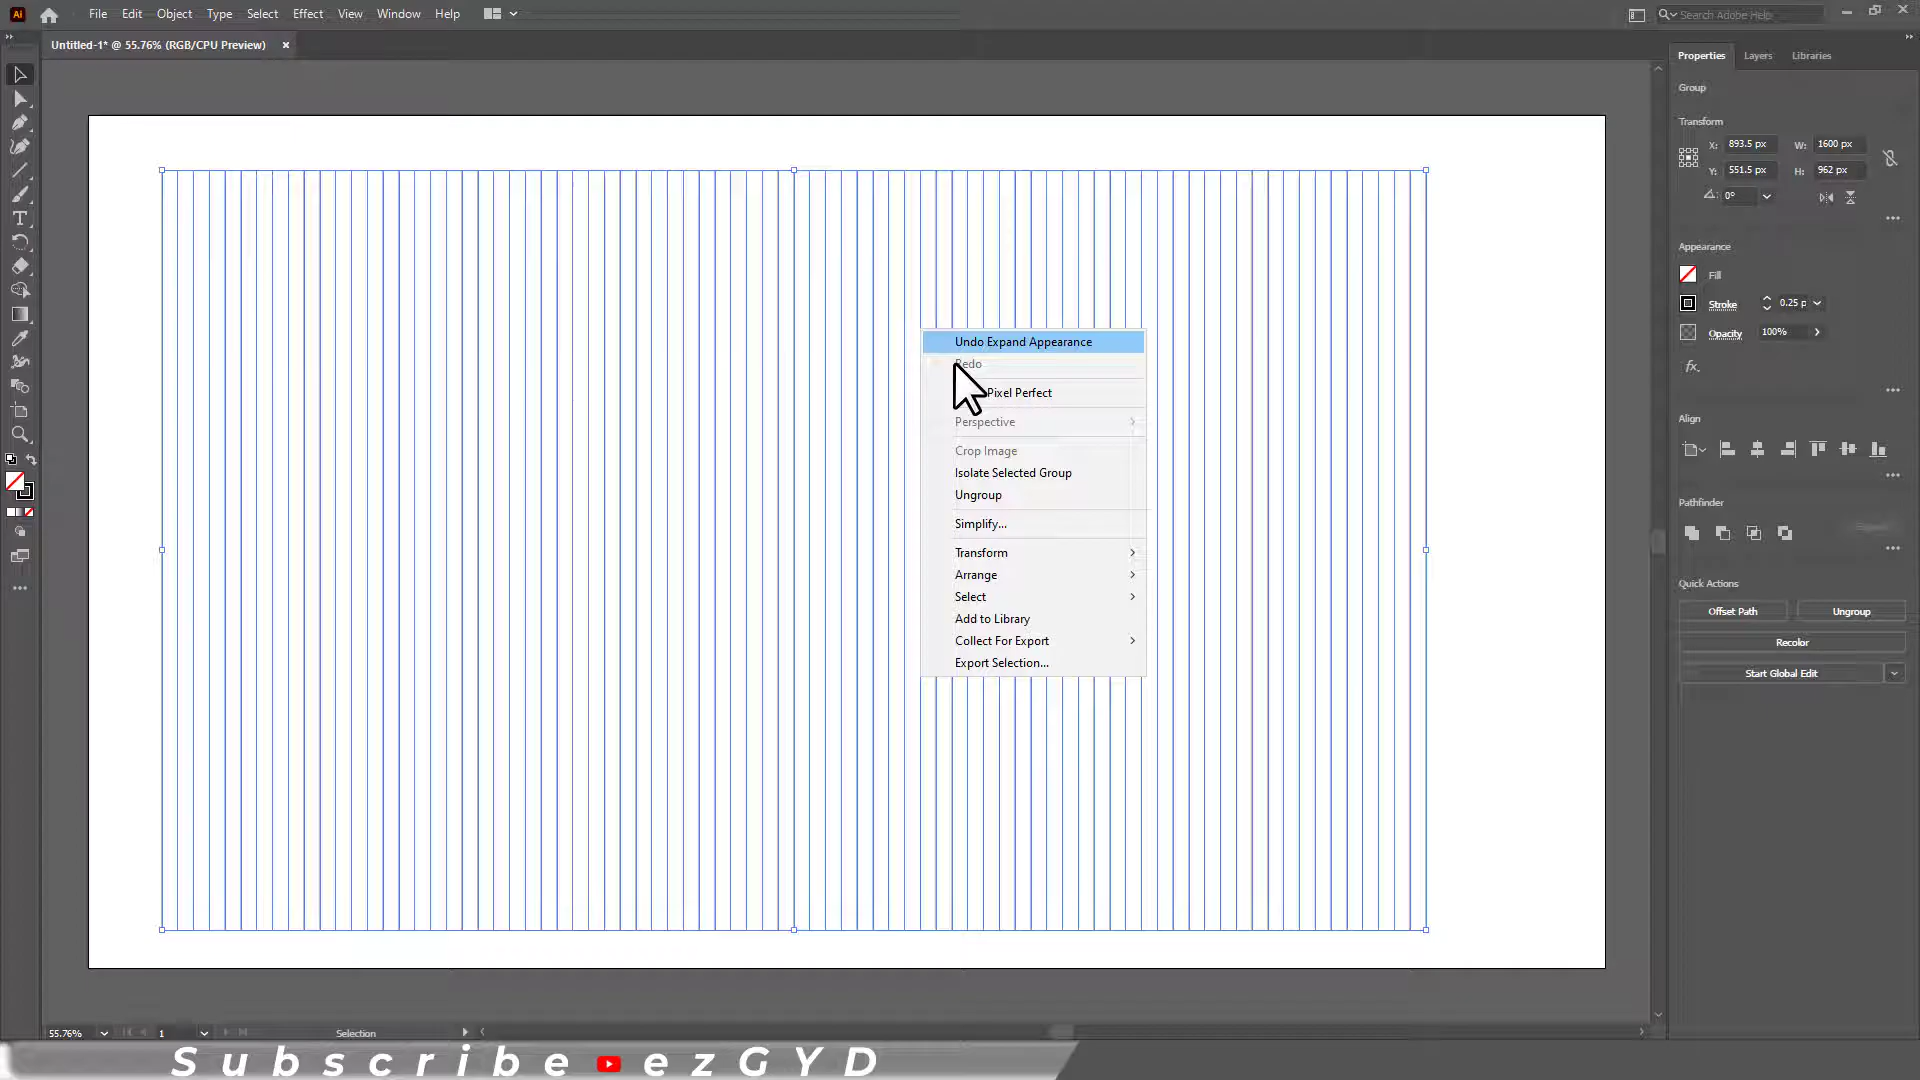 File Edit Object Type Select Effect View Window Help
Search Adobe Help
Untitled-1* @ 55.76% (RGB/CPU Preview) ×
Properties Layers Libraries
Group
Transform
X: 893.5 px W: 1600 px
Y: 551.5 px H: 962 px
0°
Appearance
Fill
Stroke 0.25 p
Opacity 100%
fx.
Align
Pathfinder
Quick Actions
Offset Path Ungroup
Recolor
Start Global Edit
Undo Expand Appearance
Redo
Pixel Perfect
Perspective
Crop Image
Isolate Selected Group
Ungroup
Simplify...
Transform
Arrange
Select
Add to Library
Collect For Export
Export Selection...
55.76% 1 Selection
Subscribe ezGYD